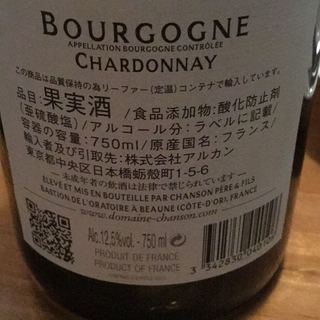 BOURGOGNE
APPELLATION BOURGOGNE CONTRÔLÉE
CHARDONNAY
この商品は品質保持の為リーファー(定温)コンテナで輸入しています。
品目:果実酒/食品添加物:酸化防止剤
(亜硫酸塩)/アルコール分:ラベルに記載/
容器の容量:750ml/原産国名:フランス/
輸入者及び引取先:株式会社アルカン
東京都中央区日本橋蛎殻町1-5-6
未成年者の飲酒は法律で禁じられています
ÉLEVÉ ET MIS EN BOUTEILLE PAR CHANSON PÈRE & FILS
BASTION DE L'ORATOIRE À BEAUNE (CÔTE-D'OR), FRANCE
www.domaine-chanson.com
Alc.12,5% vol. - 750 ml
PRODUIT DE FRANCE
PRODUCT OF FRANCE